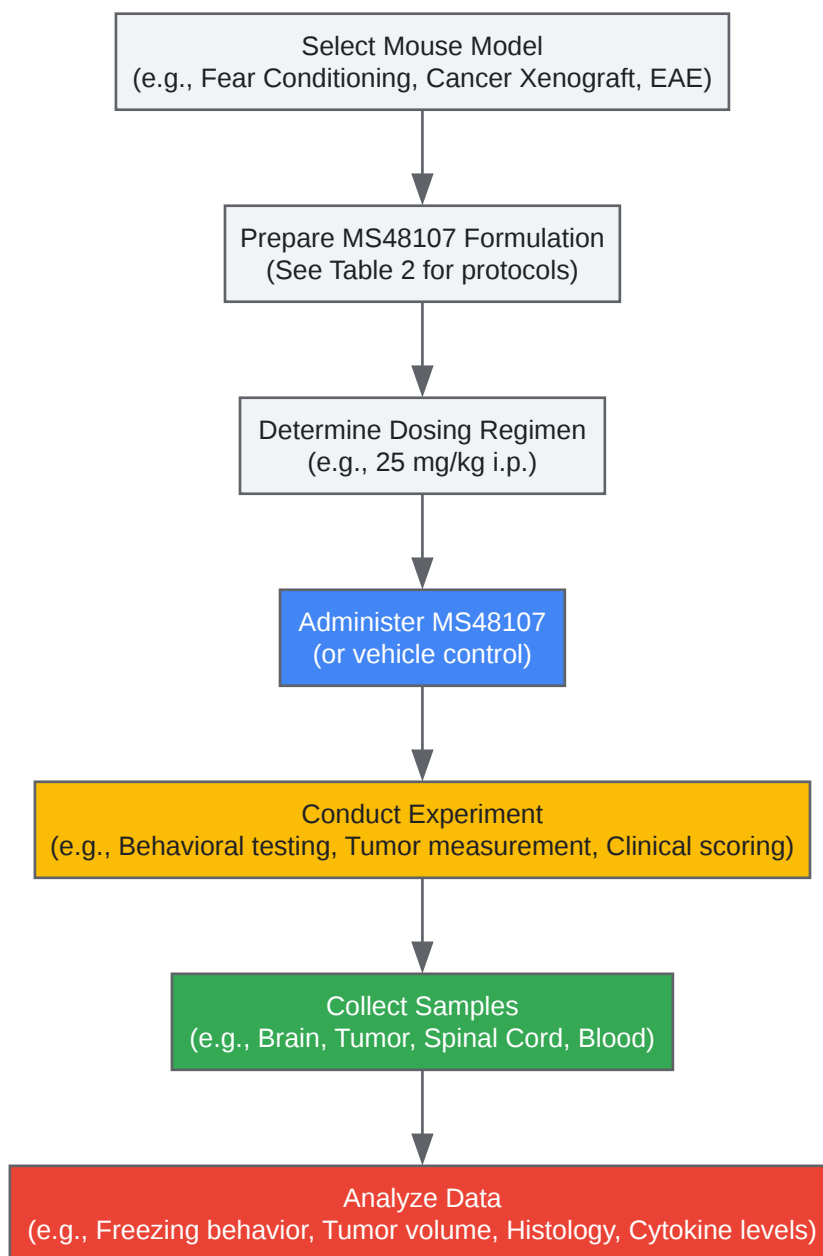 Select Mouse Model
(e.g., Fear Conditioning, Cancer Xenograft, EAE)
Prepare MS48107 Formulation
(See Table 2 for protocols)
Determine Dosing Regimen
(e.g., 25 mg/kg i.p.)
Administer MS48107
(or vehicle control)
Conduct Experiment
(e.g., Behavioral testing, Tumor measurement, Clinical scoring)
Collect Samples
(e.g., Brain, Tumor, Spinal Cord, Blood)
Analyze Data
(e.g., Freezing behavior, Tumor volume, Histology, Cytokine levels)